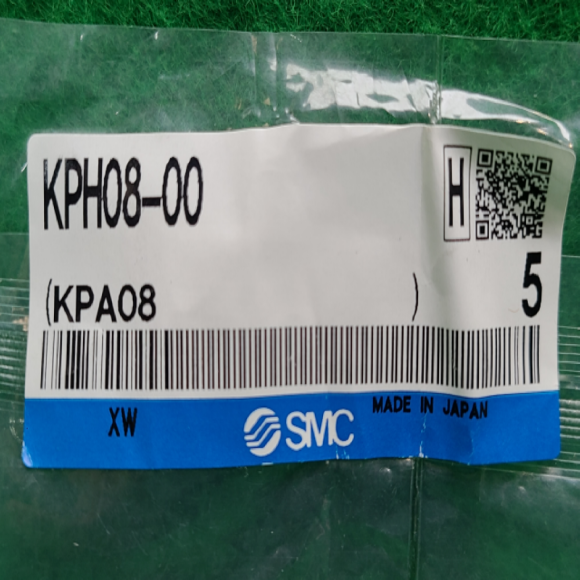 KPH08-00
H
(KPA08 )
5
XW
SMC
MADE IN JAPAN